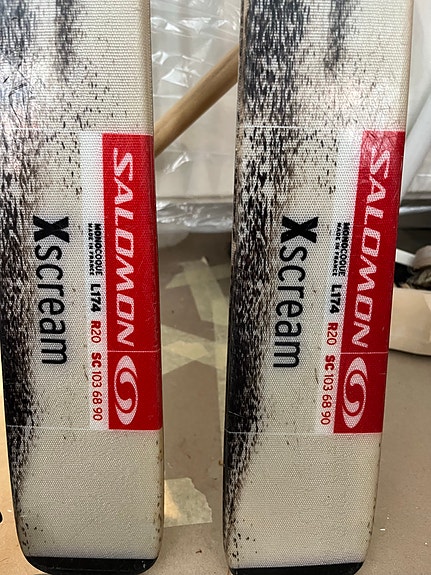 SALOMON
MONOCOQUE
MADE IN FRANCE
L174 R20 SC 103 68 90
Xscream
SALOMON
MONOCOQUE
MADE IN FRANCE
L174 R20 SC 103 68 90
Xscream